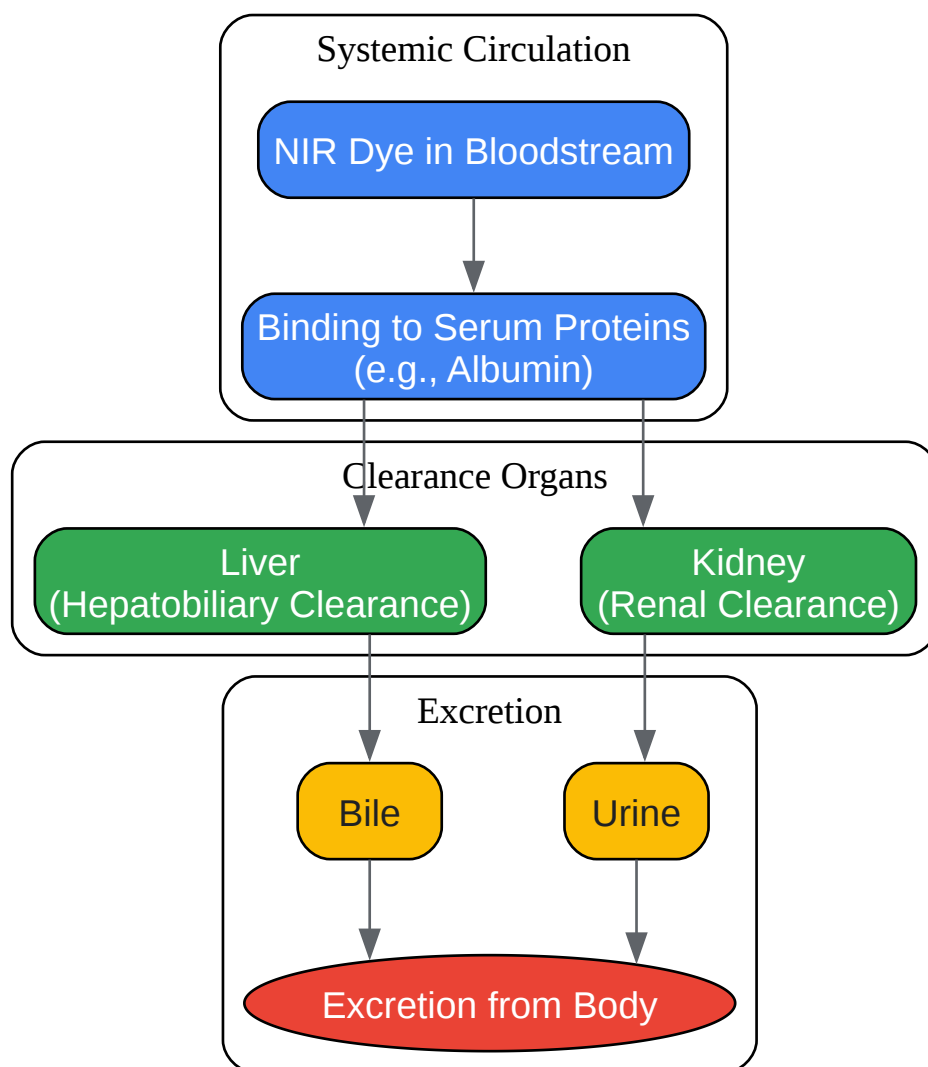 Systemic Circulation
NIR Dye in Bloodstream
Binding to Serum Proteins
(e.g., Albumin)
Clearance Organs
Liver
(Hepatobiliary Clearance)
Kidney
(Renal Clearance)
Excretion
Bile
Urine
Excretion from Body